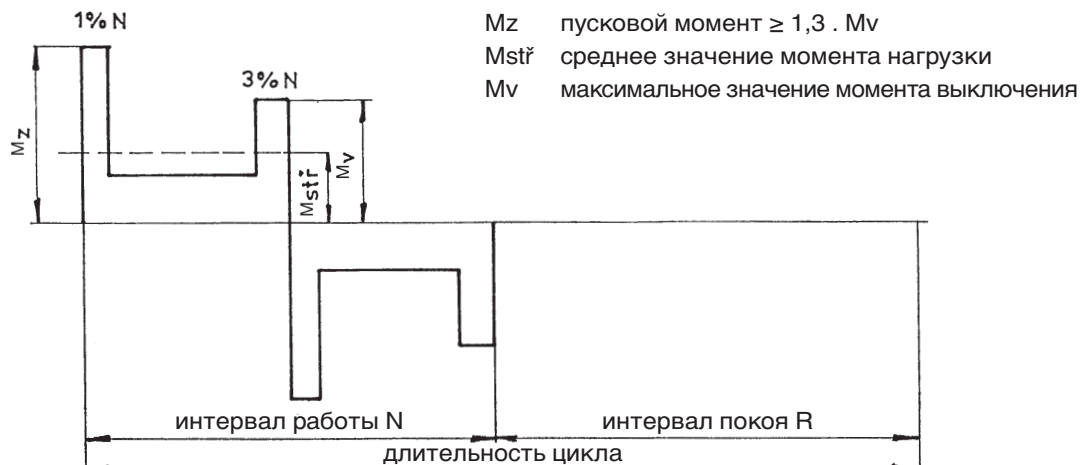 1% N
Mz пусковой момент ≥ 1,3 . Mv
Mstř среднее значение момента нагрузки
Mv максимальное значение момента выключения
3% N
Mz
Mstř
Mv
интервал работы N
интервал покоя R
длительность цикла